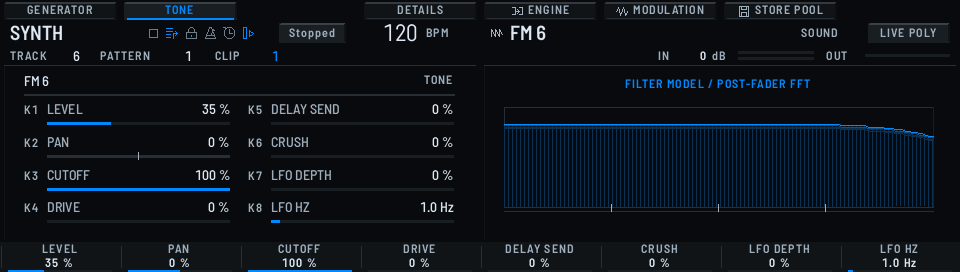 GENERATOR TONE DETAILS ENGINE MODULATION STORE POOL
SYNTH Stopped 120 BPM FM 6 SOUND LIVE POLY
TRACK 6 PATTERN 1 CLIP 1 IN 0 dB OUT
FM 6 TONE
FILTER MODEL / POST-FADER FFT
K1 LEVEL 35 % K5 DELAY SEND 0 %
K2 PAN 0 % K6 CRUSH 0 %
K3 CUTOFF 100 % K7 LFO DEPTH 0 %
K4 DRIVE 0 % K8 LFO HZ 1.0 Hz
LEVEL PAN CUTOFF DRIVE DELAY SEND CRUSH LFO DEPTH LFO HZ
35 % 0 % 100 % 0 % 0 % 0 % 0 % 1.0 Hz